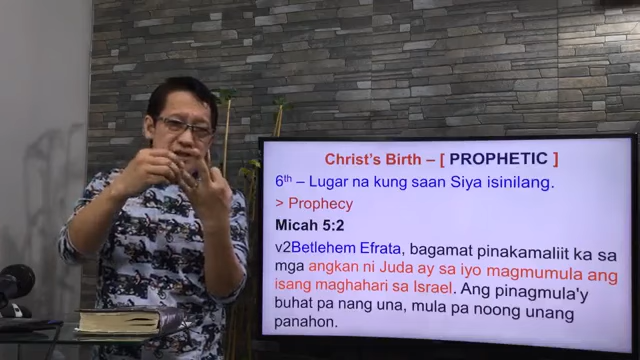 Christ's Birth – [ PROPHETIC ]
6th – Lugar na kung saan Siya isinilang.
> Prophecy
Micah 5:2
v2Betlehem Efrata, bagamat pinakamaliit ka sa
mga angkan ni Juda ay sa iyo magmumula ang
isang maghahari sa Israel. Ang pinagmula'y
buhat pa nang una, mula pa noong unang
panahon.